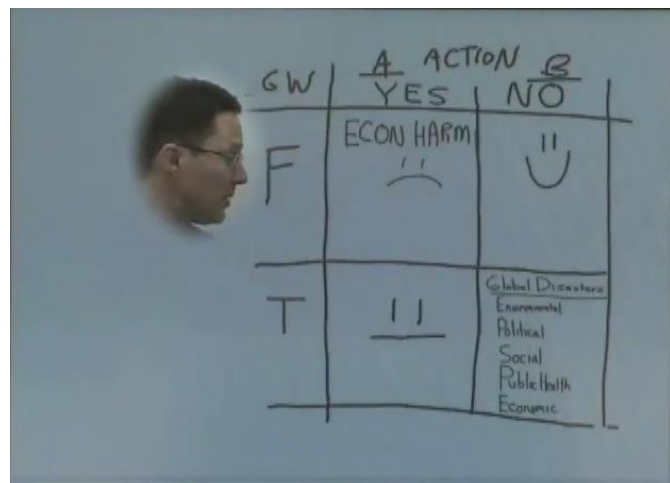 A ACTION B
GW YES NO
F ECON HARM
T
Global Disasters
Environmental
Political
Social
Public Health
Economic